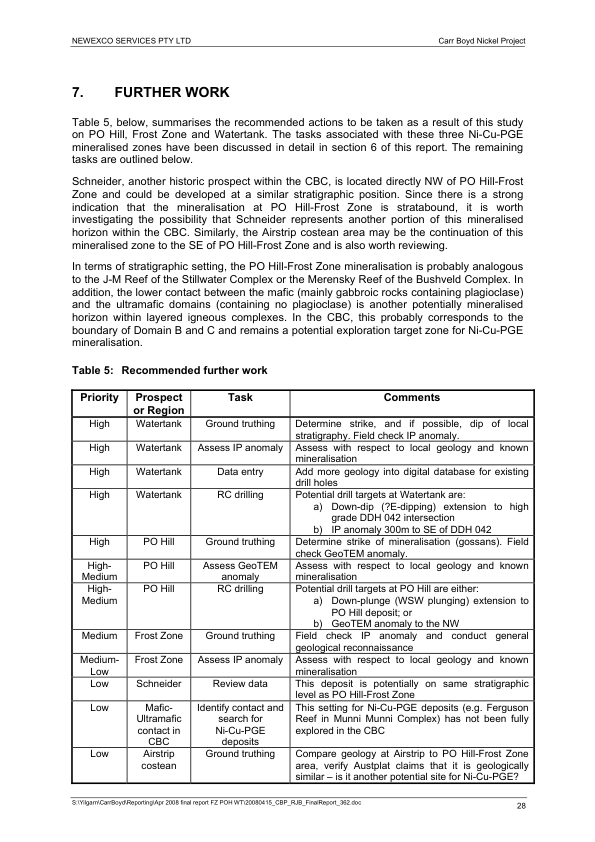 NEWEXCO SERVICES PTY LTD Carr Boyd Nickel Project
7. FURTHER WORK
Table 5, below, summarises the recommended actions to be taken as a result of this study
on PO Hill, Frost Zone and Watertank. The tasks associated with these three Ni-Cu-PGE
mineralised zones have been discussed in detail in section 6 of this report. The remaining
tasks are outlined below.
Schneider, another historic prospect within the CBC, is located directly NW of PO Hill-Frost
Zone and could be developed at a similar stratigraphic position. Since there is a strong
indication that the mineralisation at PO Hill-Frost Zone is stratabound, it is worth
investigating the possibility that Schneider represents another portion of this mineralised
horizon within the CBC. Similarly, the Airstrip costean area may be the continuation of this
mineralised zone to the SE of PO Hill-Frost Zone and is also worth reviewing.
In terms of stratigraphic setting, the PO Hill-Frost Zone mineralisation is probably analogous
to the J-M Reef of the Stillwater Complex or the Merensky Reef of the Bushveld Complex. In
addition, the lower contact between the mafic (mainly gabbroic rocks containing plagioclase)
and the ultramafic domains (containing no plagioclase) is another potentially mineralised
horizon within layered igneous complexes. In the CBC, this probably corresponds to the
boundary of Domain B and C and remains a potential exploration target zone for Ni-Cu-PGE
mineralisation.
Table 5: Recommended further work
Priority Prospect Task Comments
or Region
High Watertank Ground truthing Determine strike, and if possible, dip of local
stratigraphy. Field check IP anomaly.
High Watertank Assess IP anomaly Assess with respect to local geology and known
mineralisation
High Watertank Data entry Add more geology into digital database for existing
drill holes
High Watertank RC drilling Potential drill targets at Watertank are:
a) Down-dip (?E-dipping) extension to high
grade DDH 042 intersection
b) IP anomaly 300m to SE of DDH 042
High PO Hill Ground truthing Determine strike of mineralisation (gossans). Field
check GeoTEM anomaly.
High- PO Hill Assess GeoTEM Assess with respect to local geology and known
Medium anomaly mineralisation
High- PO Hill RC drilling Potential drill targets at PO Hill are either:
Medium a) Down-plunge (WSW plunging) extension to
PO Hill deposit; or
b) GeoTEM anomaly to the NW
Medium Frost Zone Ground truthing Field check IP anomaly and conduct general
geological reconnaissance
Medium- Frost Zone Assess IP anomaly Assess with respect to local geology and known
Low mineralisation
Low Schneider Review data This deposit is potentially on same stratigraphic
level as PO Hill-Frost Zone
Low Mafic- Identify contact and This setting for Ni-Cu-PGE deposits (e.g. Ferguson
Ultramafic search for Reef in Munni Munni Complex) has not been fully
contact in Ni-Cu-PGE explored in the CBC
CBC deposits
Low Airstrip Ground truthing Compare geology at Airstrip to PO Hill-Frost Zone
costean area, verify Austplat claims that it is geologically
similar – is it another potential site for Ni-Cu-PGE?
S:\Yilgarn\CarrBoyd\Reporting\Apr 2008 final report FZ POH WT\20080415_CBP_RJB_FinalReport_362.doc 28